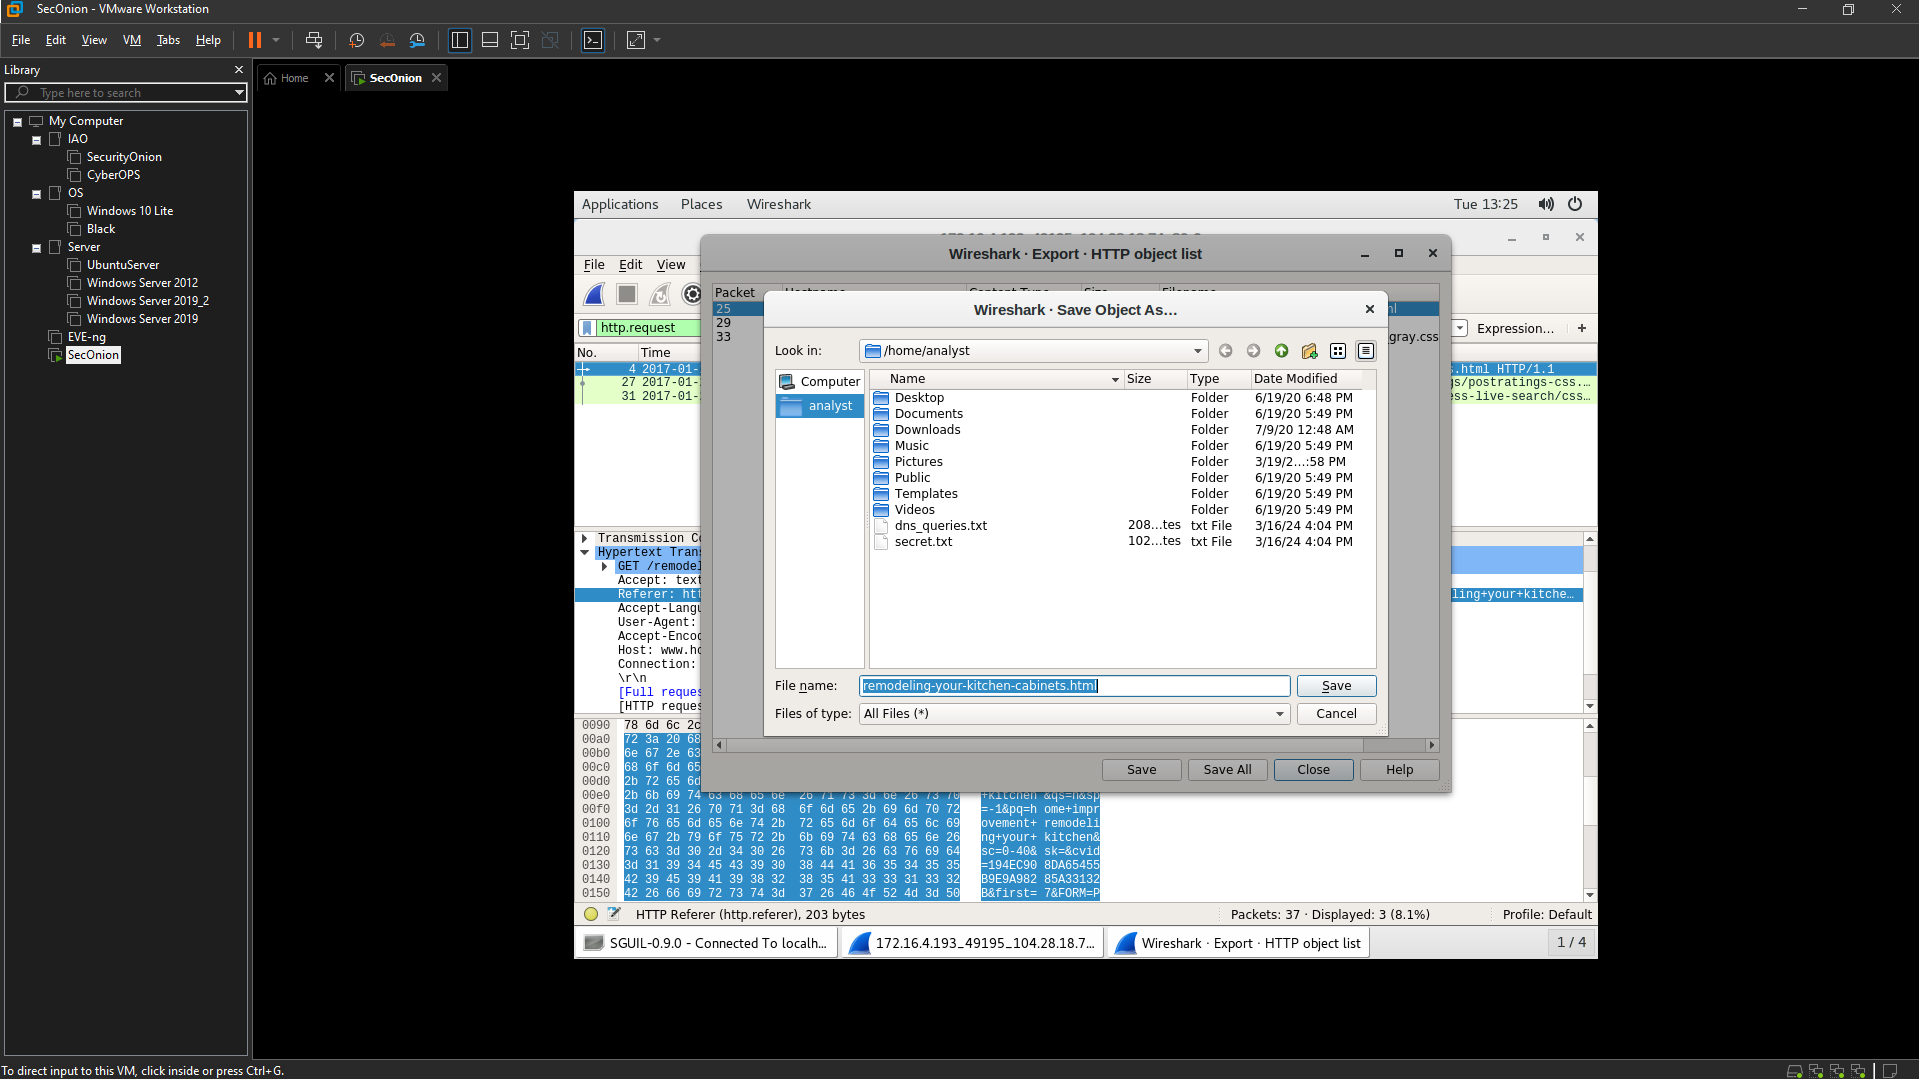 SecOnion - VMware Workstation
File Edit View VM Tabs Help
Library
Type here to search
My Computer
IAO
SecurityOnion
CyberOPS
OS
Windows 10 Lite
Black
Server
UbuntuServer
Windows Server 2012
Windows Server 2019_2
Windows Server 2019
EVE-ng
SecOnion
Home
SecOnion
Applications Places Wireshark Tue 13:25
File Edit View
http.request Expression... +
No. Time
4 2017-01- s.html HTTP/1.1
27 2017-01- gs/postratings-css....
31 2017-01- ess-live-search/css...
Wireshark · Export · HTTP object list
Packet Hostname Content Type Size Filename
25
29
33 gray.css
Wireshark · Save Object As...
Look in: /home/analyst
Computer
analyst
Name Size Type Date Modified
Desktop Folder 6/19/20 6:48 PM
Documents Folder 6/19/20 5:49 PM
Downloads Folder 7/9/20 12:48 AM
Music Folder 6/19/20 5:49 PM
Pictures Folder 3/19/2...:58 PM
Public Folder 6/19/20 5:49 PM
Templates Folder 6/19/20 5:49 PM
Videos Folder 6/19/20 5:49 PM
dns_queries.txt 208...tes txt File 3/16/24 4:04 PM
secret.txt 102...tes txt File 3/16/24 4:04 PM
File name: remodeling-your-kitchen-cabinets.html Save
Files of type: All Files (*) Cancel
Save Save All Close Help
Transmission Co
Hypertext Trans
GET /remodel
Accept: text
Referer: htt ling+your+kitche...
Accept-Langu
User-Agent:
Accept-Encod
Host: www.ho
Connection:
\r\n
[Full reques
[HTTP reques
0090 78 6d 6c 2c
00a0 72 3a 20 68
00b0 6e 67 2e 63
00c0 68 6f 6d 65
00d0 2b 72 65 6d
00e0 2b 6b 69 74 63 68 65 6e 26 71 73 3d 6e 26 73 70 +kitchen &qs=n&sp
00f0 3d 2d 31 26 70 71 3d 68 6f 6d 65 2b 69 6d 70 72 =-1&pq=h ome+impr
0100 6f 76 65 6d 65 6e 74 2b 72 65 6d 6f 64 65 6c 69 ovement+ remodeli
0110 6e 67 2b 79 6f 75 72 2b 6b 69 74 63 68 65 6e 26 ng+your+ kitchen&
0120 73 63 3d 30 2d 34 30 26 73 6b 3d 26 63 76 69 64 sc=0-40& sk=&cvid
0130 3d 31 39 34 45 43 39 30 38 44 41 36 35 34 35 35 =194EC90 8DA65455
0140 42 39 45 39 41 39 38 32 38 35 41 33 33 31 33 32 B9E9A982 85A33132
0150 42 26 66 69 72 73 74 3d 37 26 46 4f 52 4d 3d 50 B&first= 7&FORM=P
HTTP Referer (http.referer), 203 bytes Packets: 37 · Displayed: 3 (8.1%) Profile: Default
SGUIL-0.9.0 - Connected To localh... 172.16.4.193_49195_104.28.18.7... Wireshark · Export · HTTP object list 1 / 4
To direct input to this VM, click inside or press Ctrl+G.